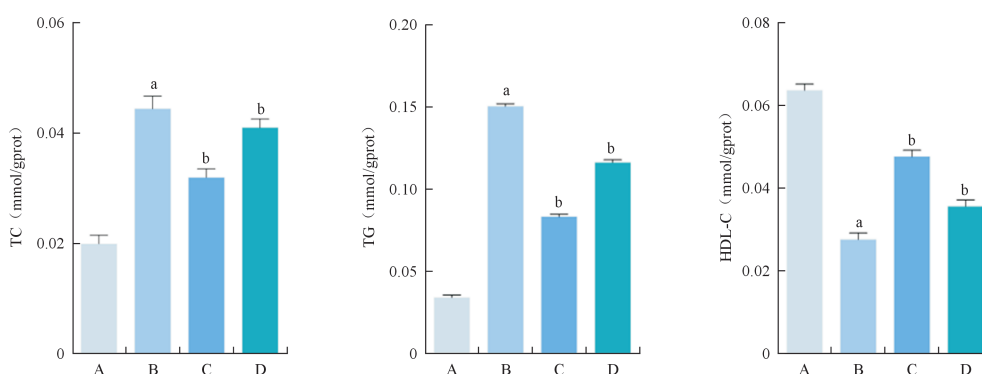 0.06
0.04
0.02
0
TC（mmol/gprot）
a
b
b
A B C D
0.20
0.15
0.10
0.05
0
TG（mmol/gprot）
a
b
b
A B C D
0.08
0.06
0.04
0.02
0
HDL-C（mmol/gprot）
a
b
b
A B C D